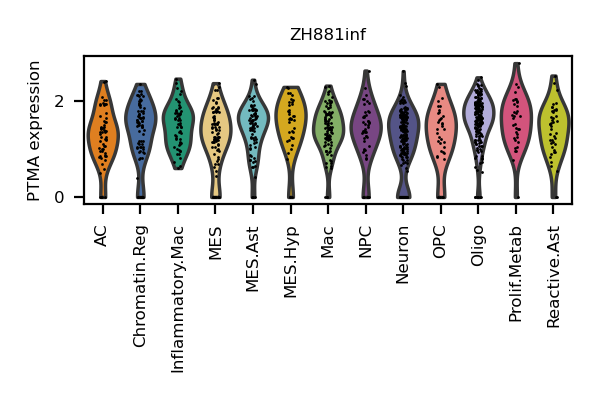 ZH881inf
PTMA expression
2
0
AC
Chromatin.Reg
Inflammatory.Mac
MES
MES.Ast
MES.Hyp
Mac
NPC
Neuron
OPC
Oligo
Prolif.Metab
Reactive.Ast